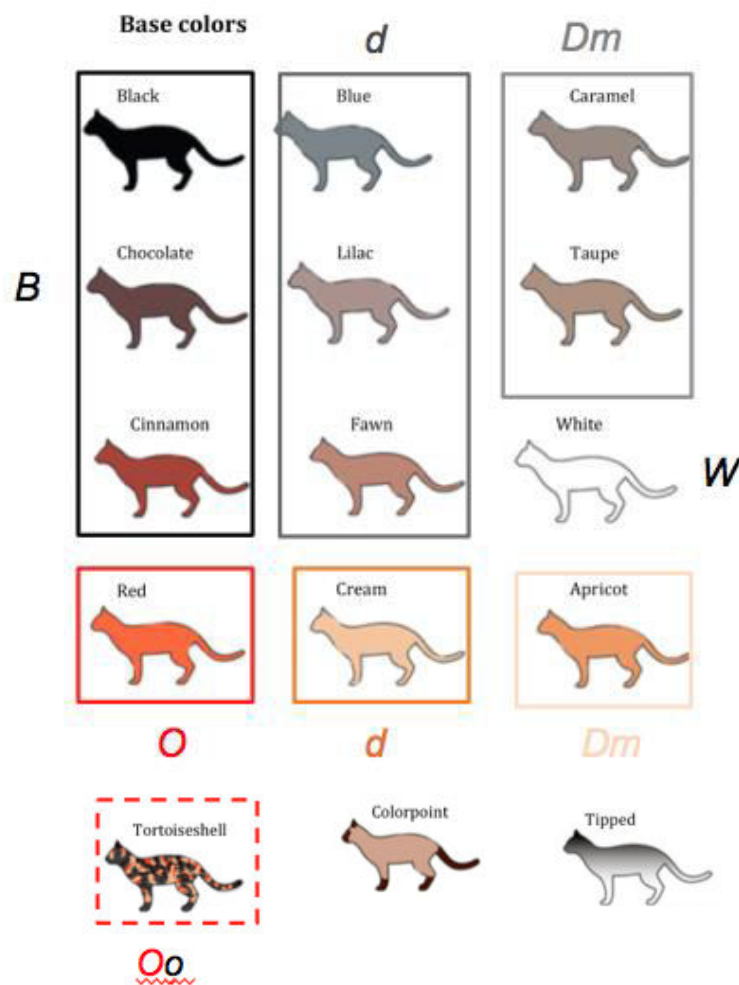 Base colors
d
Dm
Black
Blue
Caramel
B
Chocolate
Lilac
Taupe
Cinnamon
Fawn
White
W
Red
Cream
Apricot
O
d
Dm
Tortoiseshell
Colorpoint
Tipped
Oo